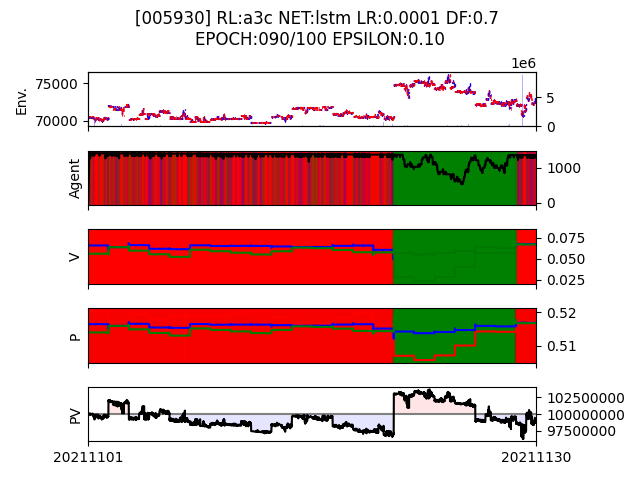 [005930] RL:a3c NET:lstm LR:0.0001 DF:0.7
EPOCH:090/100 EPSILON:0.10
1e6
Env.
75000
70000
5
0
Agent
1000
0
V
0.075
0.050
0.025
P
0.52
0.51
PV
102500000
100000000
97500000
20211101
20211130